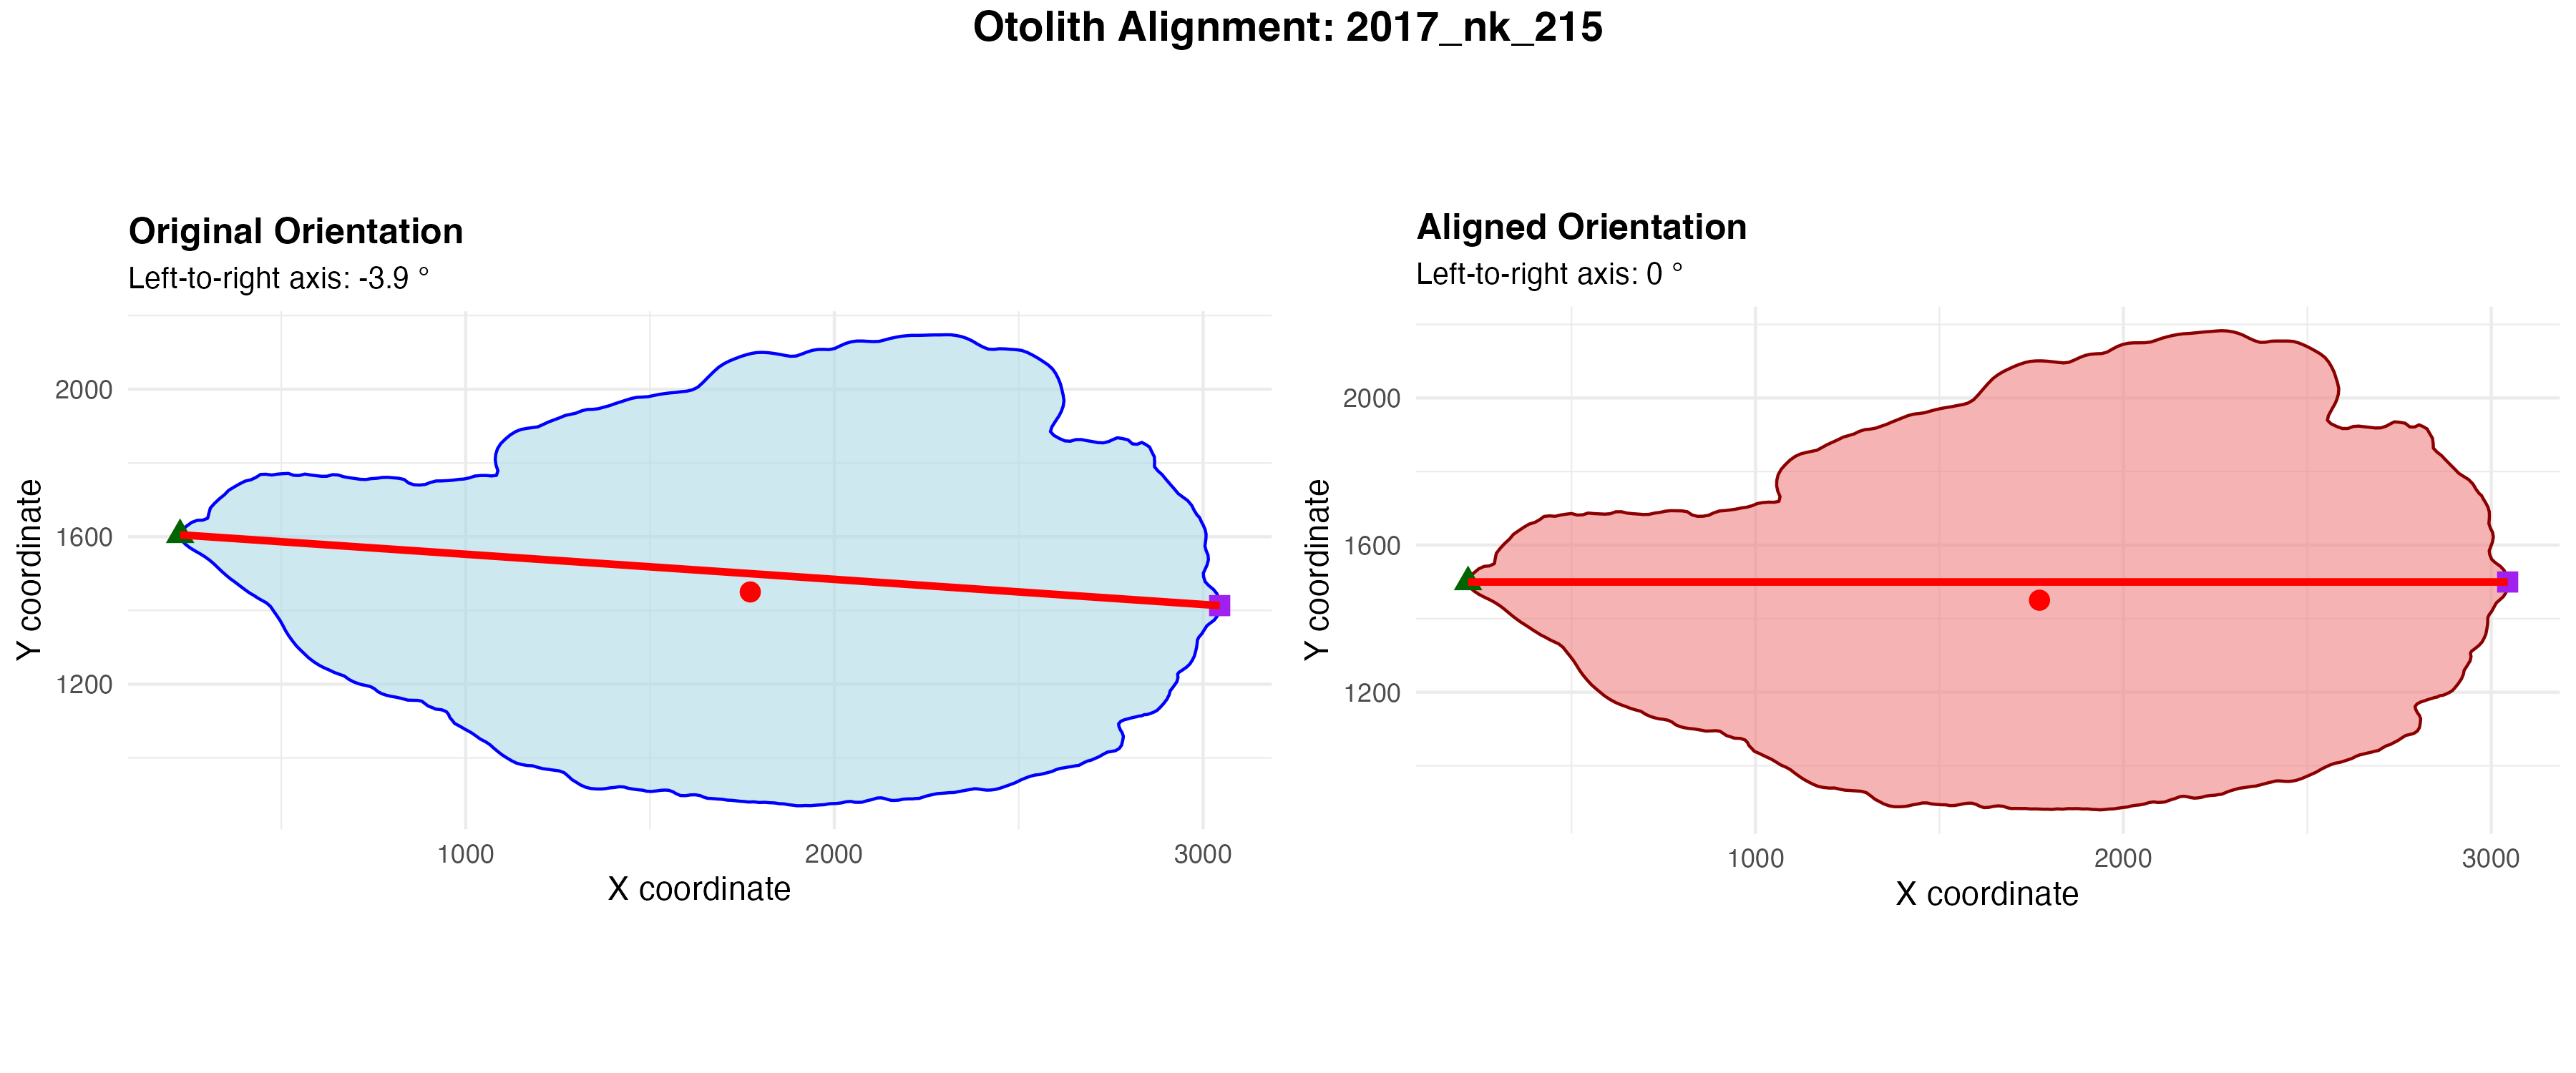 Otolith Alignment: 2017_nk_215
Original Orientation
Left-to-right axis: -3.9 °
Y coordinate
2000
1600
1200
1000
2000
3000
X coordinate
Aligned Orientation
Left-to-right axis: 0 °
Y coordinate
2000
1600
1200
1000
2000
3000
X coordinate